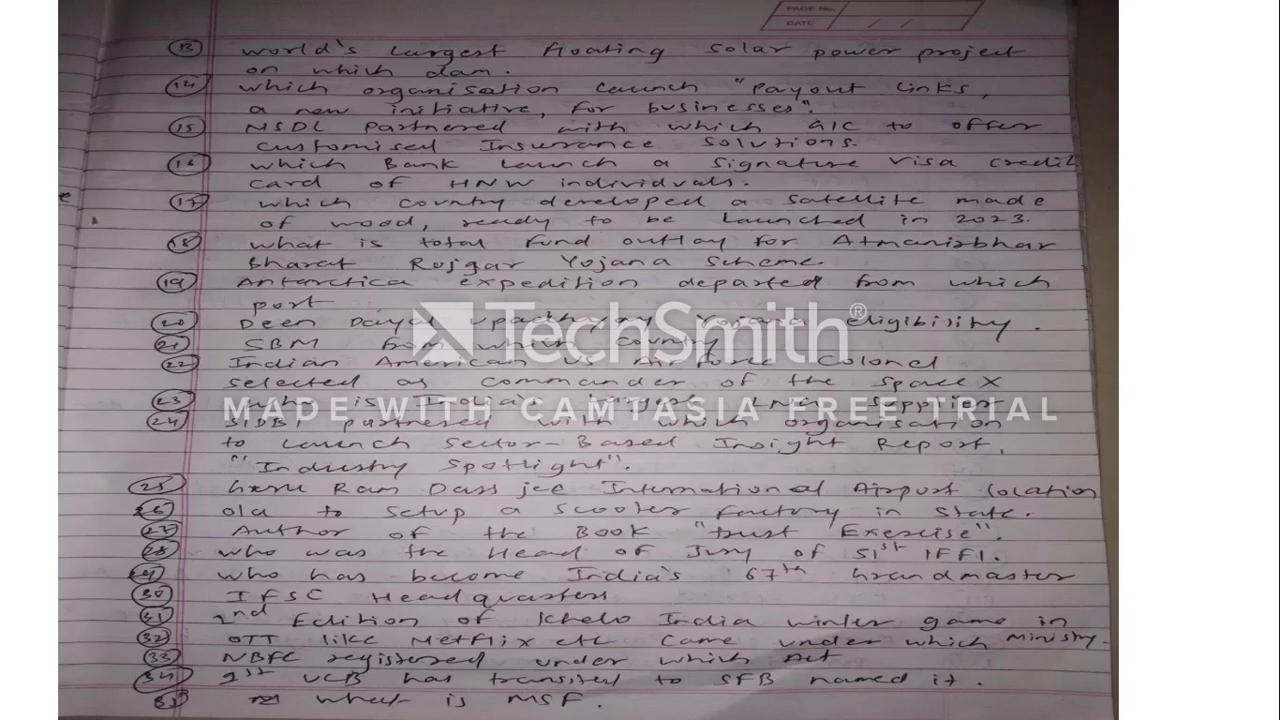 PAGE No.
DATE / /
13 world's largest floating solar power project
on which dam.
14 which organisation launch "Payout Links,
a new initiative, for businesses".
15 NSDL partnered with which GIC to offer
customised Insurance solutions.
16 which Bank launch a Signature Visa Credit
card of HNW individuals.
17 which country developed a satellite made
of wood, ready to be launched in 2023.
18 what is total fund outlay for Atmanirbhar
Bharat Rojgar Yojana Scheme.
19 Antarctica expedition departed from which
port
20 Deen Dayal Upadhyay Yojana eligibility.
21 SBM from which country
22 Indian American US Air force Colonel
selected as commander of the SpaceX
23 who is India's largest LNG supplier
24 SIDBI partnered with which organisation
to launch Sector-Based Insight Report,
"Industry Spotlight".
25 Guru Ram Dass jee International Airport location
26 ola to setup a scooter factory in State.
27 Author of the Book "trust Exercise".
28 who was the Head of Jury of 51st IFFI.
29 who has become India's 67th Grandmaster
30 IFSC Headquarters
31 2nd Edition of Khelo India winter game in
32 OTT like Netflix etc came under which ministry.
33 NBFC registered under which Act
34 1st UCB has transited to SFB named it.
35 what is MSF.
TechSmith®
MADE WITH CAMTASIA FREE TRIAL